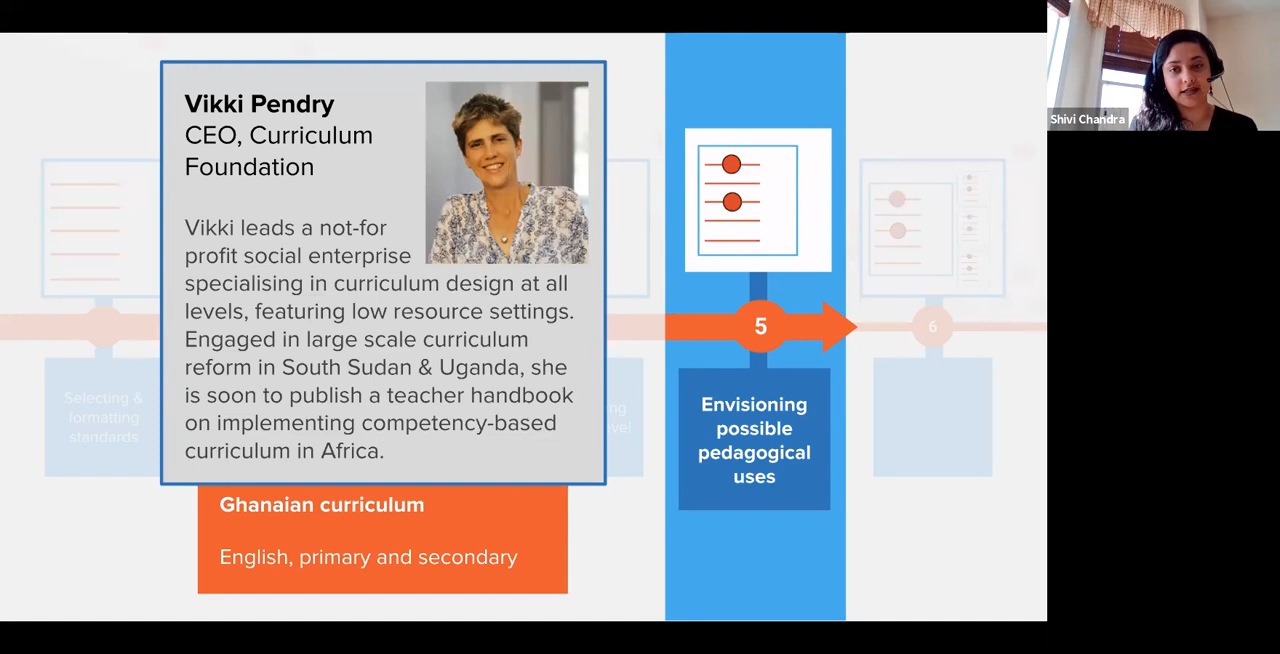 Vikki Pendry
CEO, Curriculum
Foundation
Vikki leads a not-for
profit social enterprise
specialising in curriculum design at all
levels, featuring low resource settings.
Engaged in large scale curriculum
reform in South Sudan & Uganda, she
is soon to publish a teacher handbook
on implementing competency-based
curriculum in Africa.
Ghanaian curriculum
English, primary and secondary
Selecting &
formatting
standards
5
Envisioning
possible
pedagogical
uses
6
Shivi Chandra